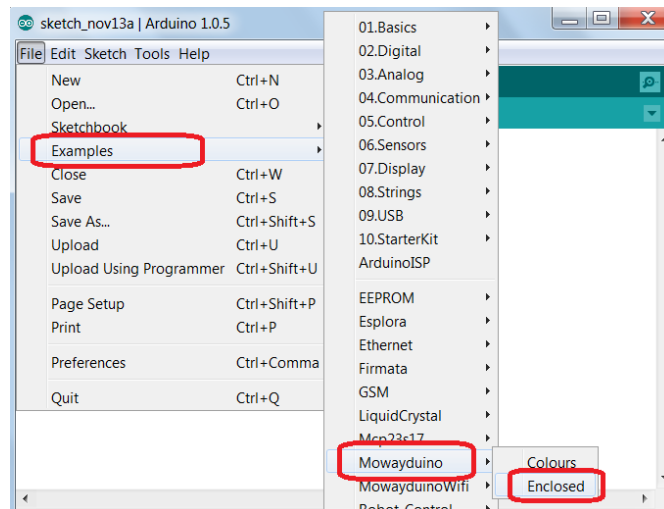 sketch_nov13a | Arduino 1.0.5
File Edit Sketch Tools Help
New Ctrl+N
Open... Ctrl+O
Sketchbook
Examples
Close Ctrl+W
Save Ctrl+S
Save As... Ctrl+Shift+S
Upload Ctrl+U
Upload Using Programmer Ctrl+Shift+U
Page Setup Ctrl+Shift+P
Print Ctrl+P
Preferences Ctrl+Comma
Quit Ctrl+Q
01.Basics
02.Digital
03.Analog
04.Communication
05.Control
06.Sensors
07.Display
08.Strings
09.USB
10.StarterKit
ArduinoISP
EEPROM
Esplora
Ethernet
Firmata
GSM
LiquidCrystal
Mcp23s17
Mowayduino
MowayduinoWifi
Robot_Control
Colours
Enclosed